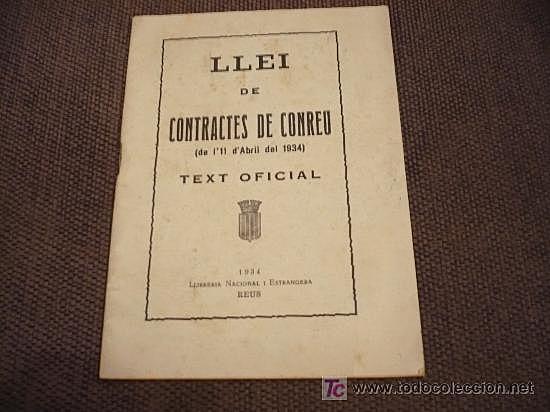 LLEI
DE
CONTRACTES DE CONREU
(de l'11 d'Abril del 1934)
TEXT OFICIAL
1934
LLIBRERIA NACIONAL I ESTRANGERA
REUS
TC www.todocoleccion.net